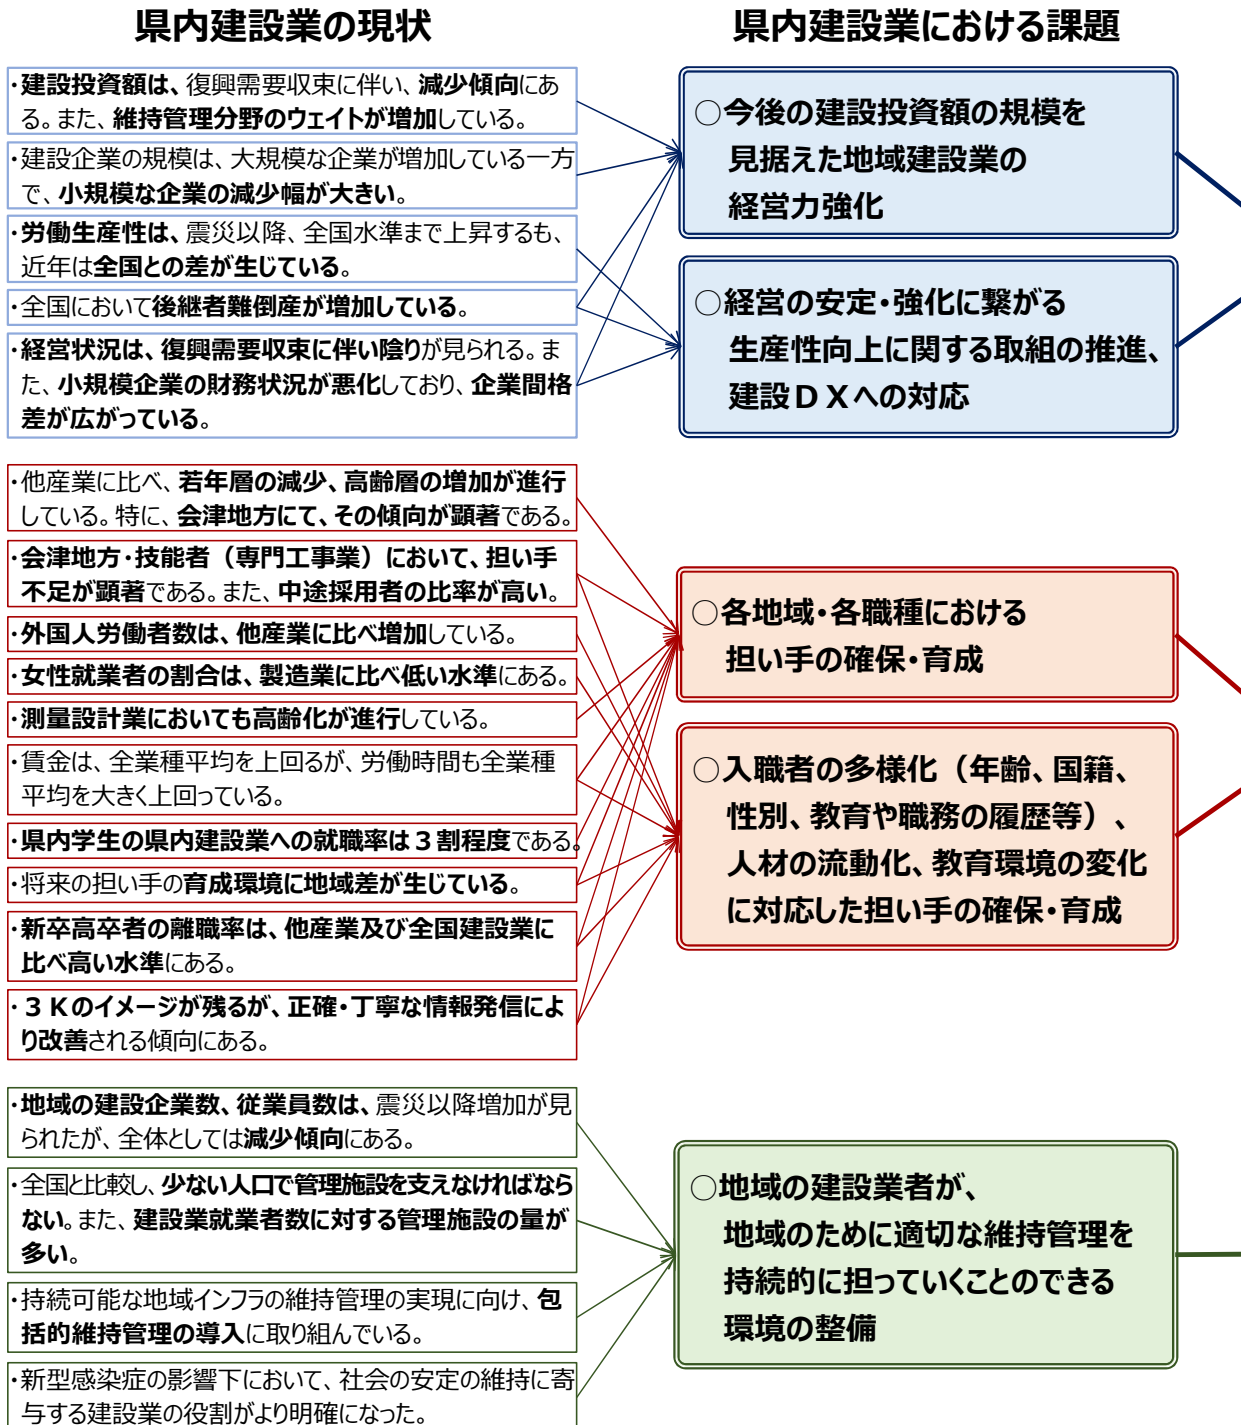 県内建設業の現状
・建設投資額は、復興需要収束に伴い、減少傾向にあ
る。また、維持管理分野のウェイトが増加している。
・建設企業の規模は、大規模な企業が増加している一方
で、小規模な企業の減少幅が大きい。
・労働生産性は、震災以降、全国水準まで上昇するも、
近年は全国との差が生じている。
・全国において後継者難倒産が増加している。
・経営状況は、復興需要収束に伴い陰りが見られる。ま
た、小規模企業の財務状況が悪化しており、企業間格
差が広がっている。
・他産業に比べ、若年層の減少、高齢層の増加が進行
している。特に、会津地方にて、その傾向が顕著である。
・会津地方・技能者（専門工事業）において、担い手
不足が顕著である。また、中途採用者の比率が高い。
・外国人労働者数は、他産業に比べ増加している。
・女性就業者の割合は、製造業に比べ低い水準にある。
・測量設計業においても高齢化が進行している。
・賃金は、全業種平均を上回るが、労働時間も全業種
平均を大きく上回っている。
・県内学生の県内建設業への就職率は３割程度である。
・将来の担い手の育成環境に地域差が生じている。
・新卒高卒者の離職率は、他産業及び全国建設業に
比べ高い水準にある。
・３Ｋのイメージが残るが、正確・丁寧な情報発信によ
り改善される傾向にある。
・地域の建設企業数、従業員数は、震災以降増加が見
られたが、全体としては減少傾向にある。
・全国と比較し、少ない人口で管理施設を支えなければなら
ない。また、建設業就業者数に対する管理施設の量が
多い。
・持続可能な地域インフラの維持管理の実現に向け、包
括的維持管理の導入に取り組んでいる。
・新型感染症の影響下において、社会の安定の維持に寄
与する建設業の役割がより明確になった。
県内建設業における課題
○今後の建設投資額の規模を
見据えた地域建設業の
経営力強化
○経営の安定・強化に繋がる
生産性向上に関する取組の推進、
建設ＤＸへの対応
○各地域・各職種における
担い手の確保・育成
○入職者の多様化（年齢、国籍、
性別、教育や職務の履歴等）、
人材の流動化、教育環境の変化
に対応した担い手の確保・育成
○地域の建設業者が、
地域のために適切な維持管理を
持続的に担っていくことのできる
環境の整備